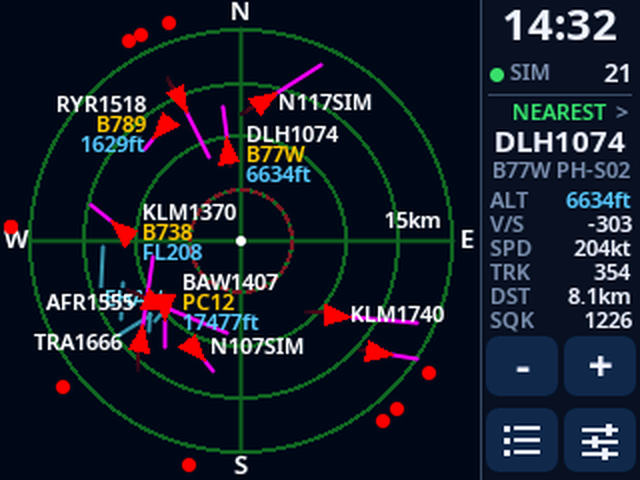 N
RYR1518
B789
1629ft
N117SIM
DLH1074
B77W
6634ft
KLM1370
B738
FL208
15km
W
E
BAW1407
PC12
17477ft
AFR1555
KLM1740
TRA1666
N107SIM
S
14:32
SIM 21
NEAREST >
DLH1074
B77W PH-S02
ALT 6634ft
V/S -303
SPD 204kt
TRK 354
DST 8.1km
SQK 1226
- +